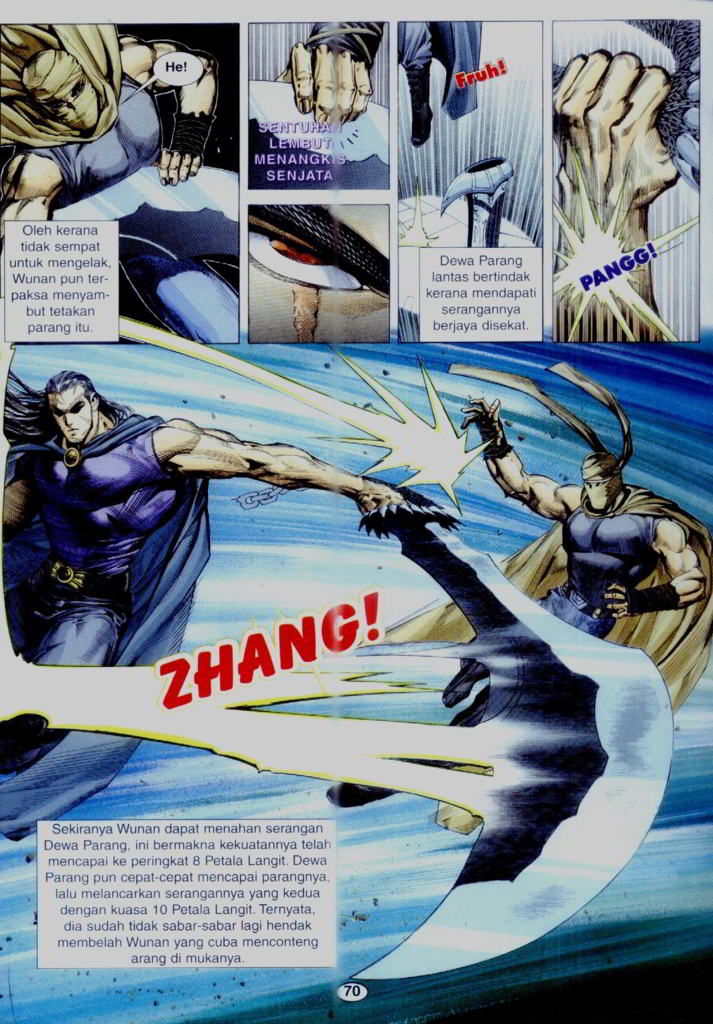 He!
Oleh kerana
tidak sempat
untuk mengelak,
Wunan pun ter-
paksa menyam-
but tetakan
parang itu.
SENTUHAN
LEMBUT
MENANGKIS
SENJATA
Fruh!
Dewa Parang
lantas bertindak
kerana mendapati
serangannya
berjaya disekat.
PANGG!
ZHANG!
Sekiranya Wunan dapat menahan serangan
Dewa Parang, ini bermakna kekuatannya telah
mencapai ke peringkat 8 Petala Langit. Dewa
Parang pun cepat-cepat mencapai parangnya,
lalu melancarkan serangannya yang kedua
dengan kuasa 10 Petala Langit. Ternyata,
dia sudah tidak sabar-sabar lagi hendak
membelah Wunan yang cuba menconteng
arang di mukanya.
70